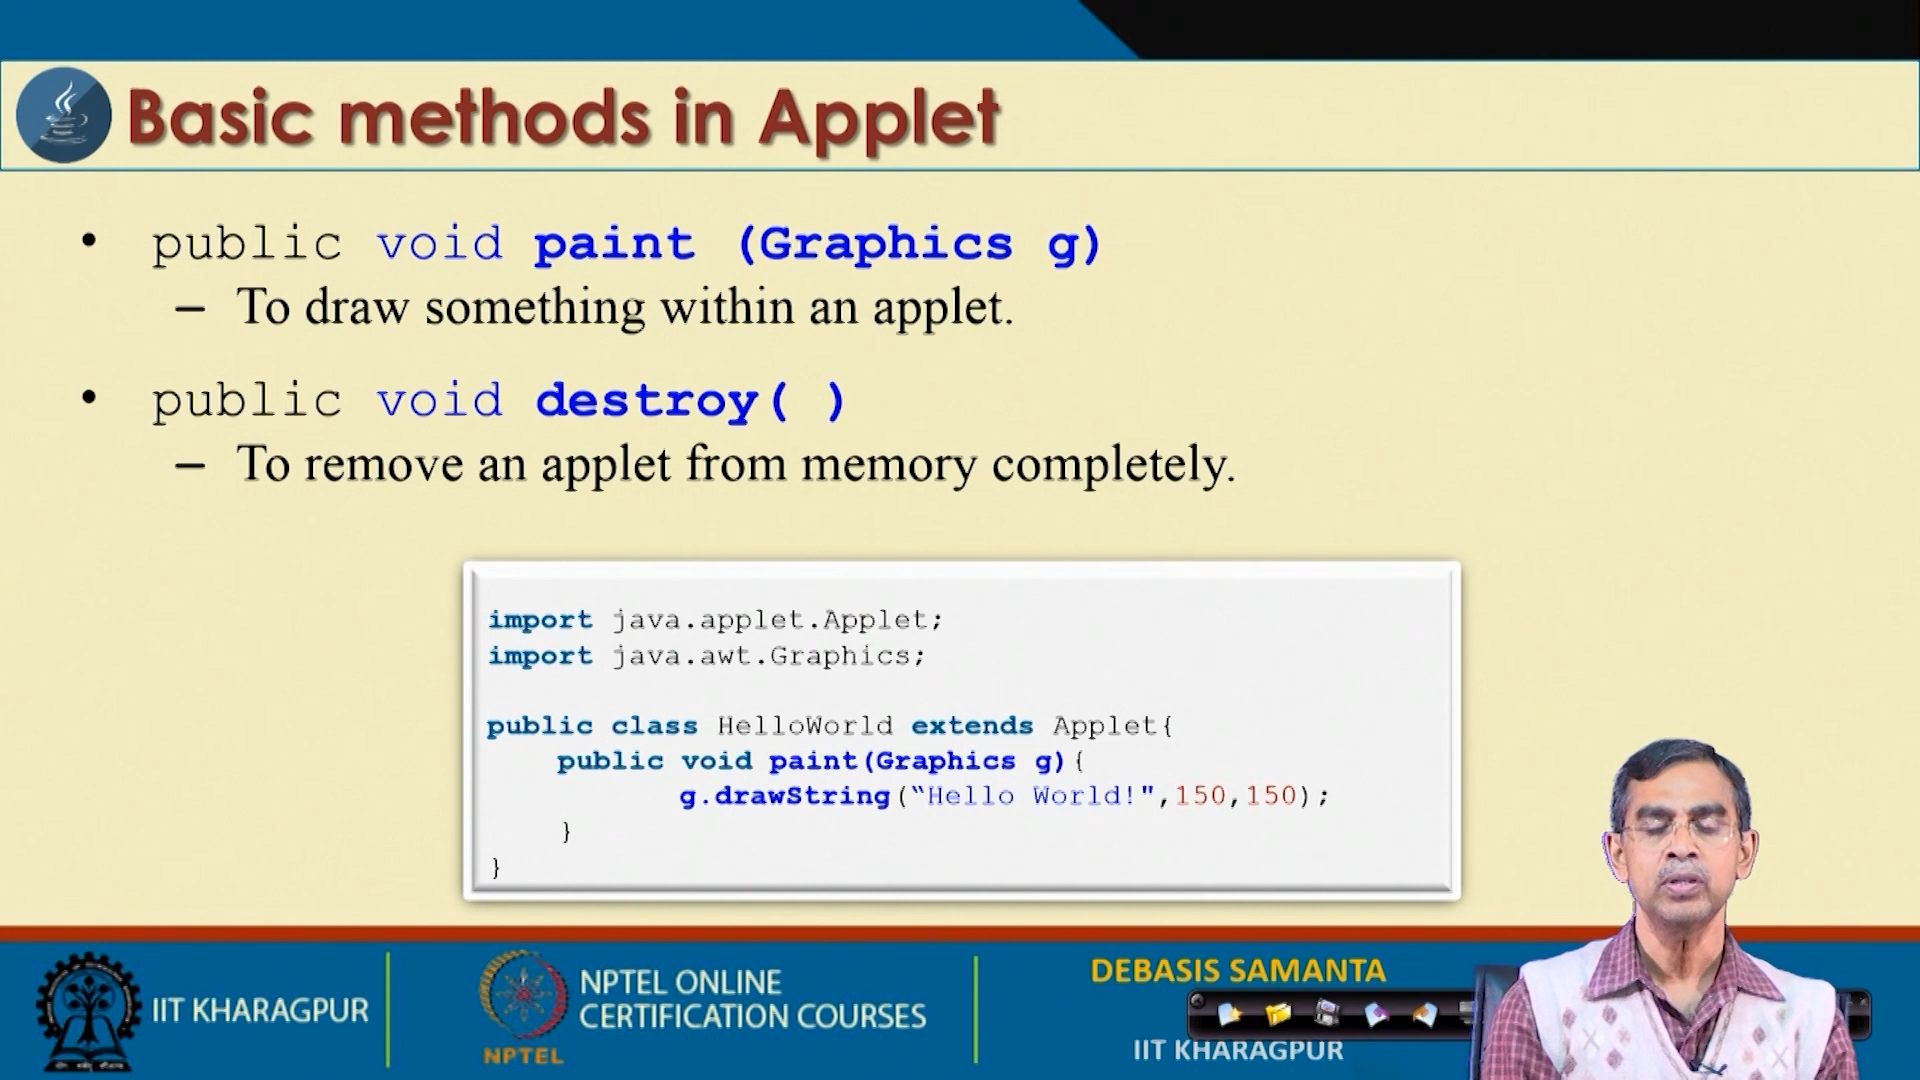 Basic methods in Applet
• public void paint (Graphics g)
– To draw something within an applet.
• public void destroy( )
– To remove an applet from memory completely.
import java.applet.Applet;
import java.awt.Graphics;
public class HelloWorld extends Applet{
public void paint(Graphics g){
g.drawString(“Hello World!",150,150);
}
}
IIT KHARAGPUR
NPTEL
NPTEL ONLINE
CERTIFICATION COURSES
DEBASIS SAMANTA
IIT KHARAGPUR